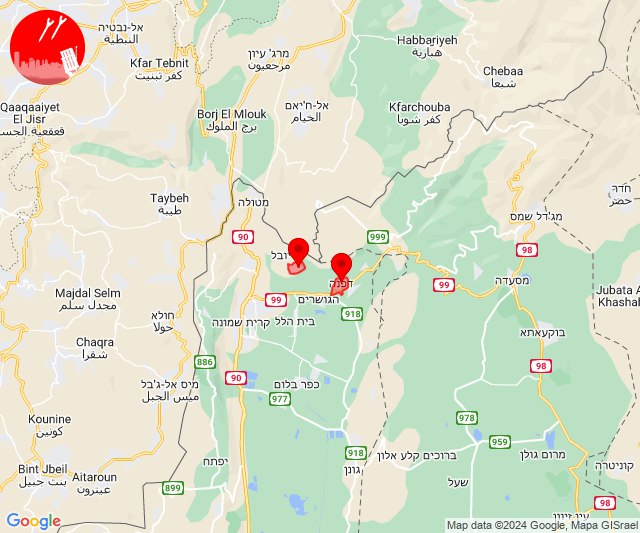 אל-נבטיה
النبطية
Kfar Tebnit
كفر تبنيت
מרג' עיון
مرجعيون
Habbariyeh
هبارية
Chebaa
شبعا
Qaaqaaiyet
El Jisr
قعقعية الجس
Borj El Mlouk
برج الملوك
אל-ח'יאם
الخيام
Kfarchouba
كفر شوبا
Taybeh
طيبة
מטולה
חדר
حضر
מג'דל שמס
90
999
98
יובל
99
דפנה
מסעדה
Jubata A
Khashab
Majdal Selm
مجدل سلم
חולא
حولا
99
הגושרים
918
קרית שמונה
בית הלל
בוקעאתא
Chaqra
شقرا
886
98
מיס אל-ג'בל
ميس الجبل
90
כפר בלום
977
Kounine
كونين
978
959
918
ברוכים קלע אלון
מרום גולן
קוניטרה
القنيطرة
Bint Jbeil
بنت جبيل
Aitaroun
عيترون
יפתח
גונן
שעל
899
98
עין זיוון
Google
Map data ©2024 Google, Mapa GISrael